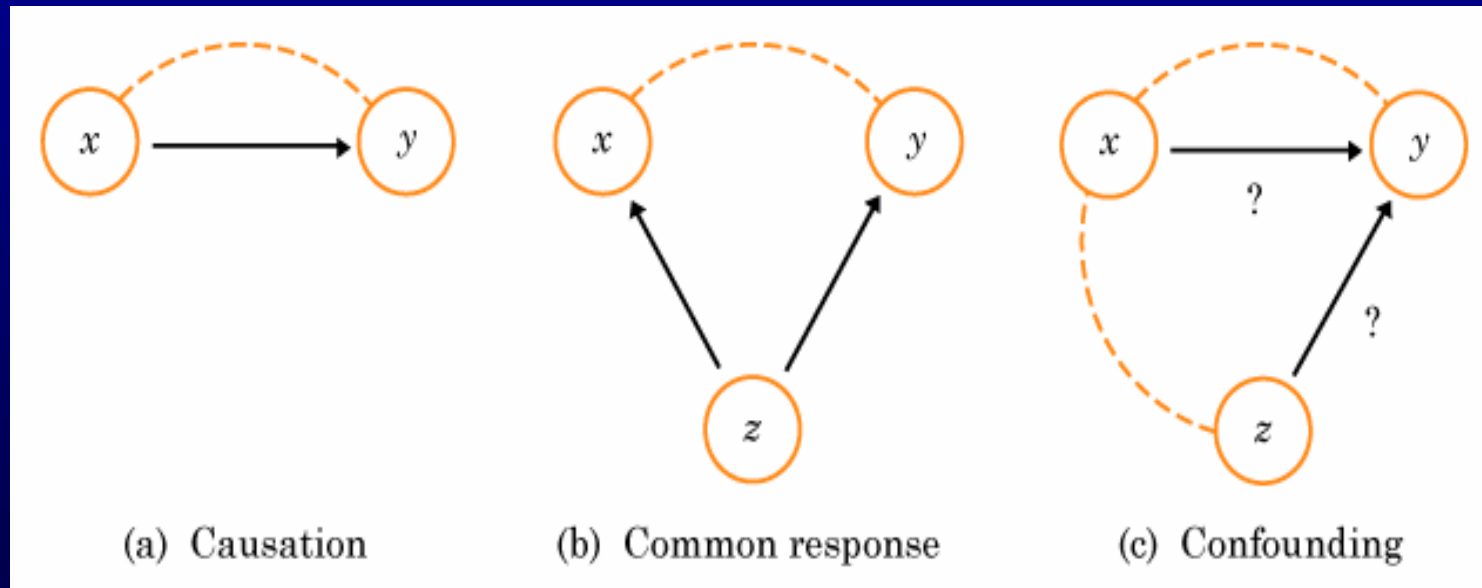 x y x y x y
?
?
z z
(a) Causation (b) Common response (c) Confounding